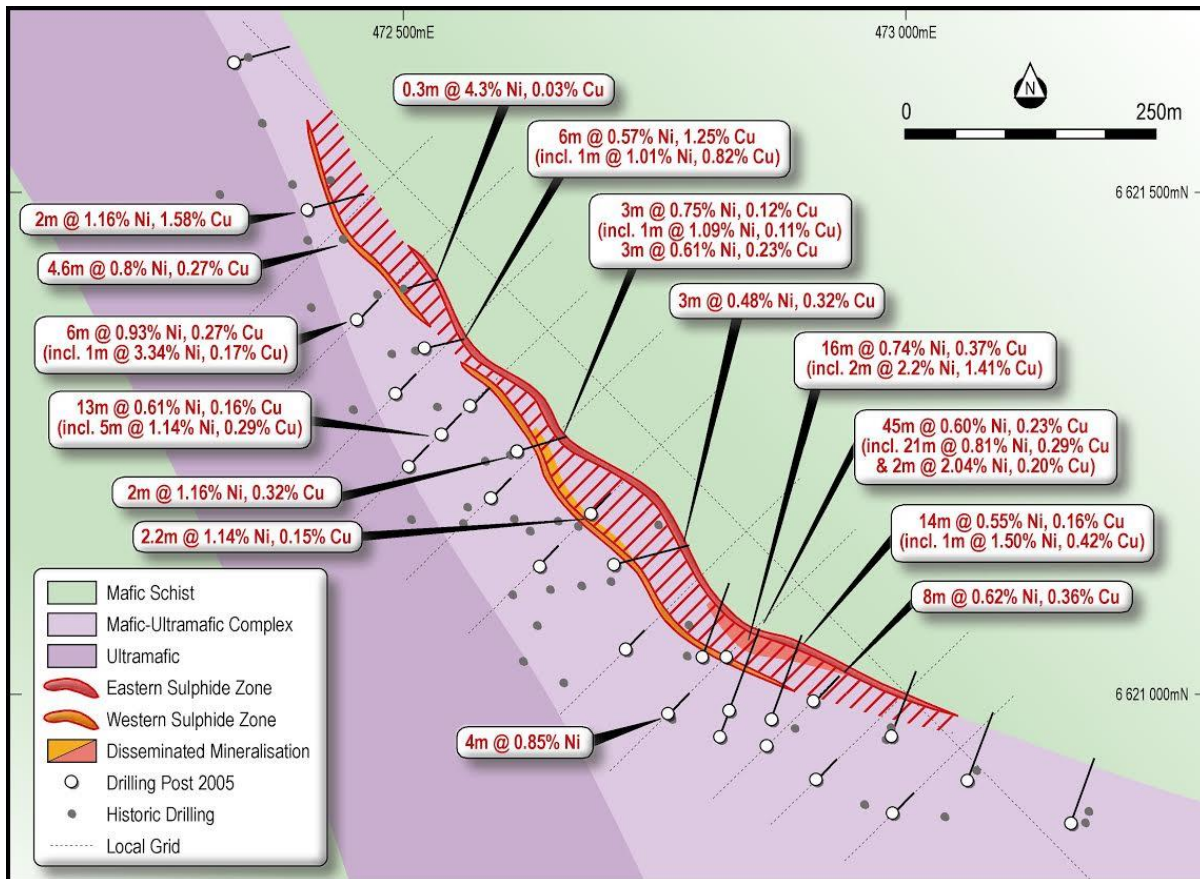 472 500mE
473 000mE
N
0
250m
6 621 500mN
6 621 000mN
0.3m @ 4.3% Ni, 0.03% Cu
6m @ 0.57% Ni, 1.25% Cu
(incl. 1m @ 1.01% Ni, 0.82% Cu)
3m @ 0.75% Ni, 0.12% Cu
(incl. 1m @ 1.09% Ni, 0.11% Cu)
3m @ 0.61% Ni, 0.23% Cu
2m @ 1.16% Ni, 1.58% Cu
4.6m @ 0.8% Ni, 0.27% Cu
3m @ 0.48% Ni, 0.32% Cu
6m @ 0.93% Ni, 0.27% Cu
(incl. 1m @ 3.34% Ni, 0.17% Cu)
16m @ 0.74% Ni, 0.37% Cu
(incl. 2m @ 2.2% Ni, 1.41% Cu)
13m @ 0.61% Ni, 0.16% Cu
(incl. 5m @ 1.14% Ni, 0.29% Cu)
45m @ 0.60% Ni, 0.23% Cu
(incl. 21m @ 0.81% Ni, 0.29% Cu
& 2m @ 2.04% Ni, 0.20% Cu)
2m @ 1.16% Ni, 0.32% Cu
2.2m @ 1.14% Ni, 0.15% Cu
14m @ 0.55% Ni, 0.16% Cu
(incl. 1m @ 1.50% Ni, 0.42% Cu)
8m @ 0.62% Ni, 0.36% Cu
4m @ 0.85% Ni
Mafic Schist
Mafic-Ultramafic Complex
Ultramafic
Eastern Sulphide Zone
Western Sulphide Zone
Disseminated Mineralisation
Drilling Post 2005
Historic Drilling
Local Grid